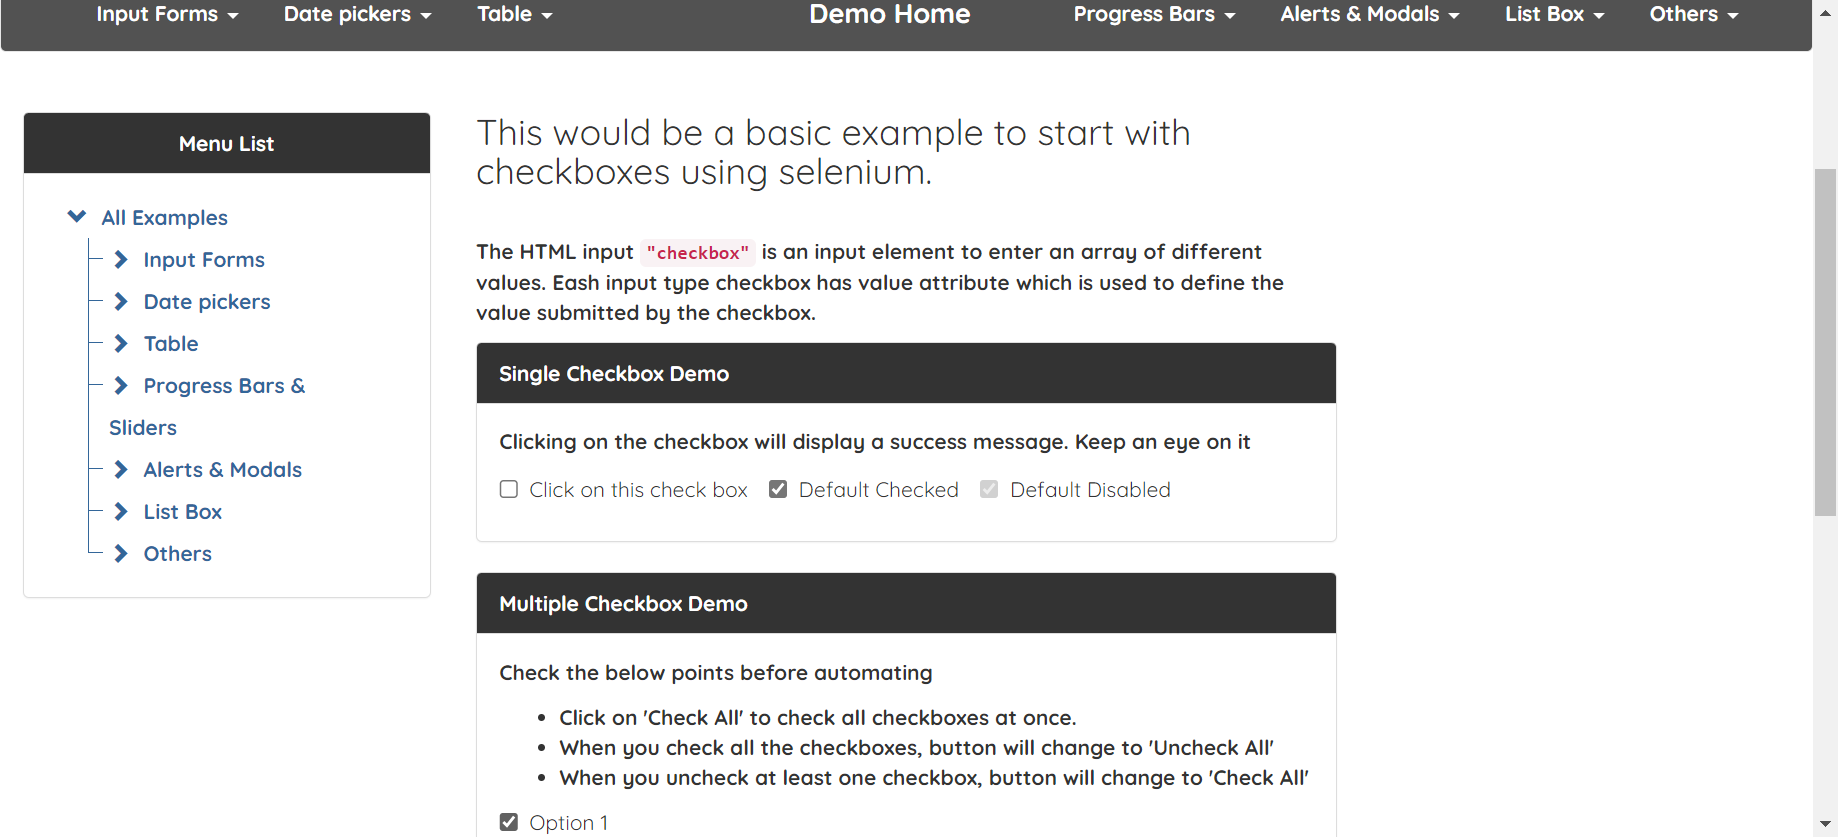 Input Forms Date pickers Table Demo Home Progress Bars Alerts & Modals List Box Others
Menu List
All Examples
Input Forms
Date pickers
Table
Progress Bars &
Sliders
Alerts & Modals
List Box
Others
This would be a basic example to start with
checkboxes using selenium.
The HTML input "checkbox" is an input element to enter an array of different
values. Eash input type checkbox has value attribute which is used to define the
value submitted by the checkbox.
Single Checkbox Demo
Clicking on the checkbox will display a success message. Keep an eye on it
Click on this check box Default Checked Default Disabled
Multiple Checkbox Demo
Check the below points before automating
• Click on 'Check All' to check all checkboxes at once.
• When you check all the checkboxes, button will change to 'Uncheck All'
• When you uncheck at least one checkbox, button will change to 'Check All'
Option 1